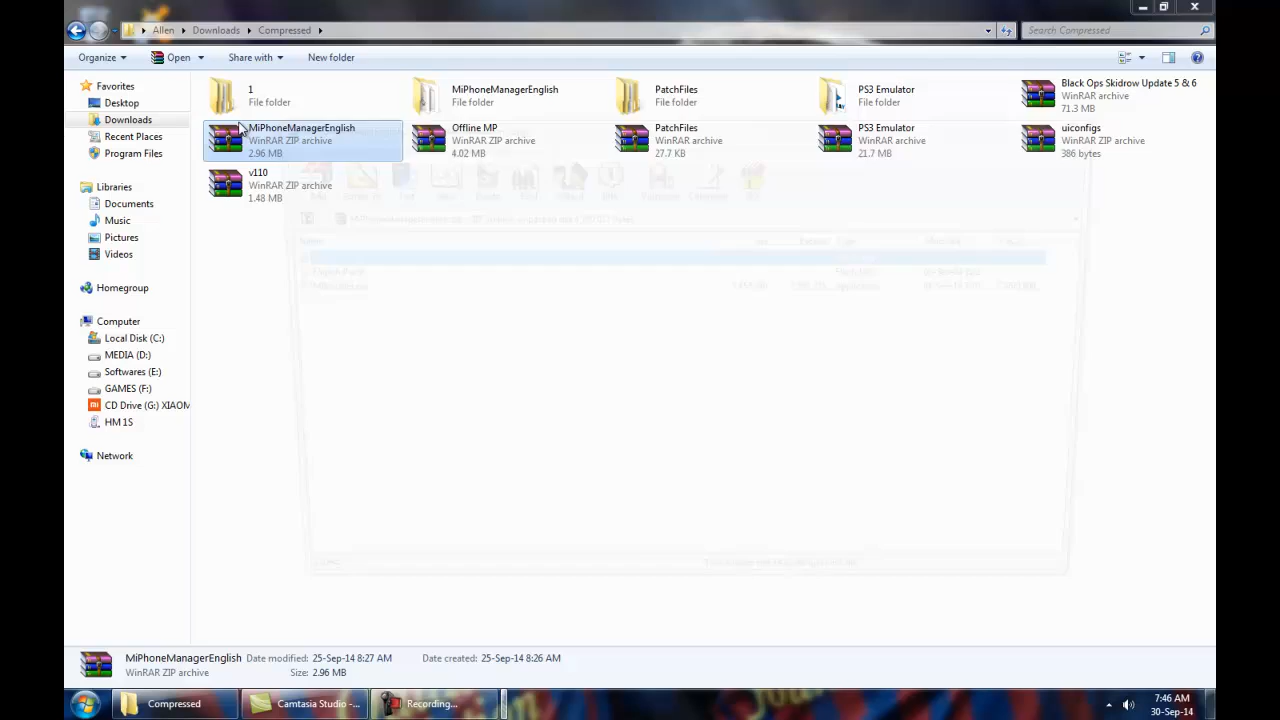 Allen Downloads Compressed
Search Compressed
Organize Open Share with New folder
Favorites
Desktop
Downloads
Recent Places
Program Files
Libraries
Documents
Music
Pictures
Videos
Homegroup
Computer
Local Disk (C:)
MEDIA (D:)
Softwares (E:)
GAMES (F:)
CD Drive (G:) XIAOM
HM 1S
Network
1
File folder
MiPhoneManagerEnglish
File folder
PatchFiles
File folder
PS3 Emulator
File folder
Black Ops Skidrow Update 5 & 6
WinRAR archive
71.3 MB
MiPhoneManagerEnglish
WinRAR ZIP archive
2.96 MB
Offline MP
WinRAR ZIP archive
4.02 MB
PatchFiles
WinRAR archive
27.7 KB
PS3 Emulator
WinRAR archive
21.7 MB
uiconfigs
WinRAR ZIP archive
386 bytes
v110
WinRAR ZIP archive
1.48 MB
MiPhoneManagerEnglish Date modified: 25-Sep-14 8:27 AM Date created: 25-Sep-14 8:26 AM
WinRAR ZIP archive Size: 2.96 MB
Compressed Camtasia Studio -... Recording...
7:46 AM
30-Sep-14